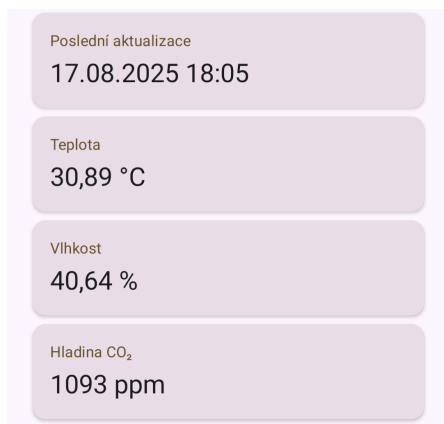 Poslední aktualizace
17.08.2025 18:05
Teplota
30,89 °C
Vlhkost
40,64 %
Hladina CO₂
1093 ppm